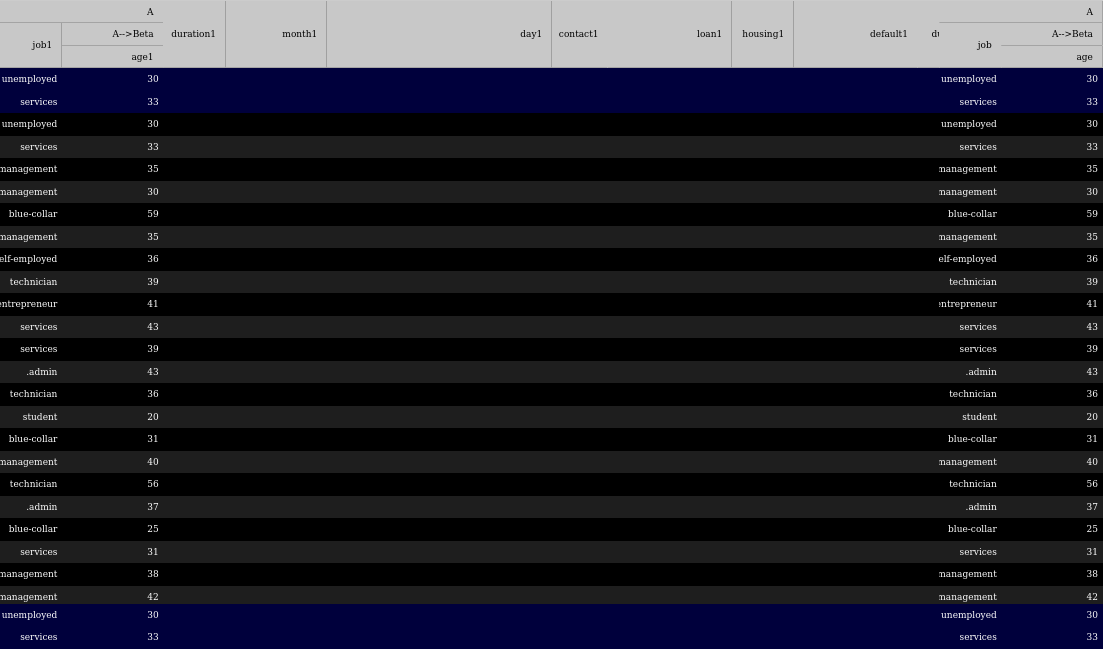 A A
A-->Beta duration1 month1 day1 contact1 loan1 housing1 default1 du A-->Beta
job1 job
age1 age
unemployed 30 unemployed 30
services 33 services 33
unemployed 30 unemployed 30
services 33 services 33
management 35 management 35
management 30 management 30
blue-collar 59 blue-collar 59
management 35 management 35
elf-employed 36 elf-employed 36
technician 39 technician 39
entrepreneur 41 entrepreneur 41
services 43 services 43
services 39 services 39
.admin 43 .admin 43
technician 36 technician 36
student 20 student 20
blue-collar 31 blue-collar 31
management 40 management 40
technician 56 technician 56
.admin 37 .admin 37
blue-collar 25 blue-collar 25
services 31 services 31
management 38 management 38
management 42 management 42
unemployed 30 unemployed 30
services 33 services 33